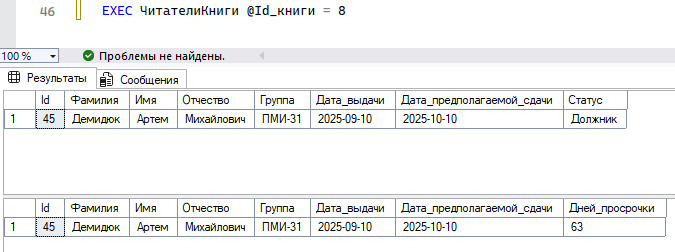 46 EXEC ЧитателиКниги @Id_книги = 8
100 % Проблемы не найдены.
Результаты Сообщения
Id Фамилия Имя Отчество Группа Дата_выдачи Дата_предполагаемой_сдачи Статус
1 45 Демидюк Артем Михайлович ПМИ-31 2025-09-10 2025-10-10 Должник
Id Фамилия Имя Отчество Группа Дата_выдачи Дата_предполагаемой_сдачи Дней_просрочки
1 45 Демидюк Артем Михайлович ПМИ-31 2025-09-10 2025-10-10 63